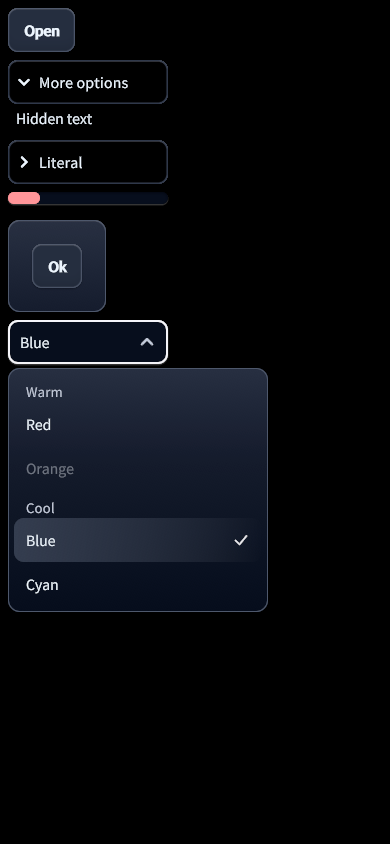 Open
More options
Hidden text
Literal
Ok
Blue
Warm
Red
Orange
Cool
Blue
Cyan